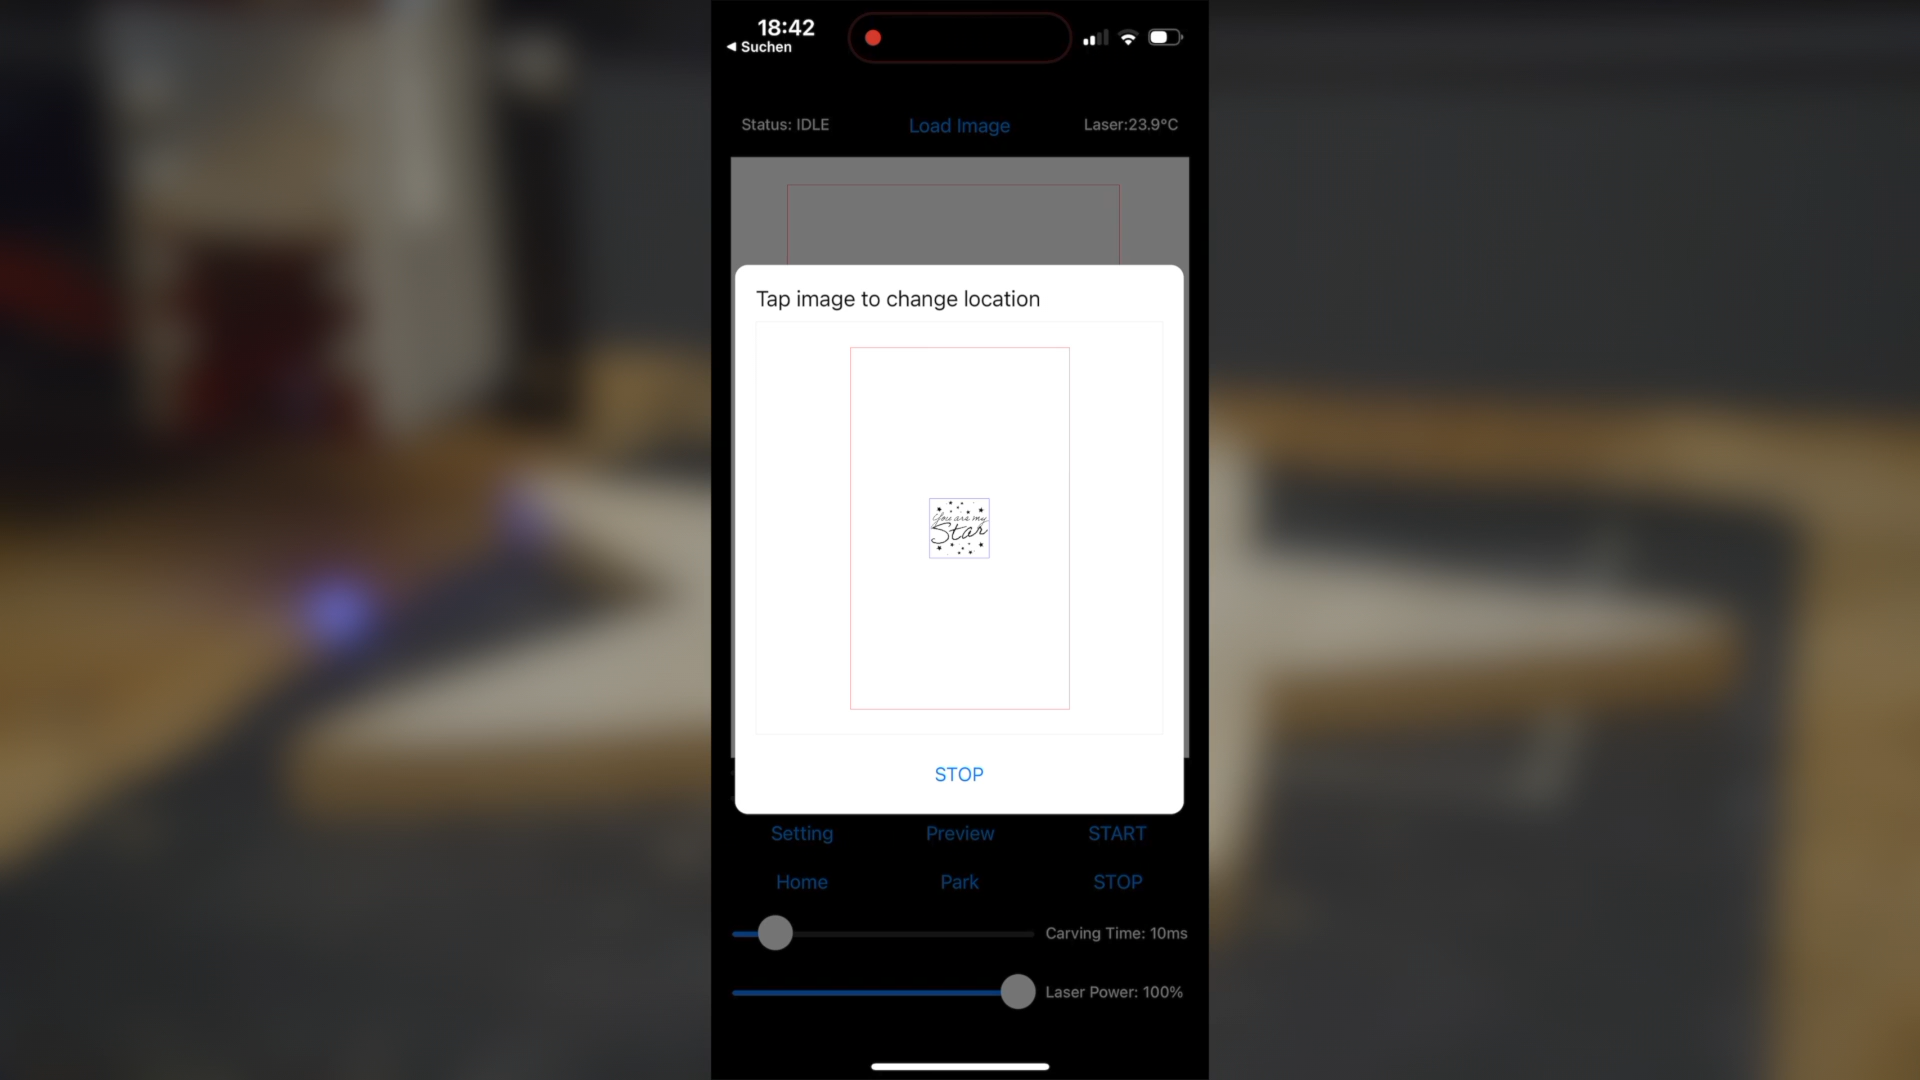 18:42
◀ Suchen
Status: IDLE
Load Image
Laser:23.9°C
Tap image to change location
You are my
Star
STOP
Setting
Preview
START
Home
Park
STOP
Carving Time: 10ms
Laser Power: 100%